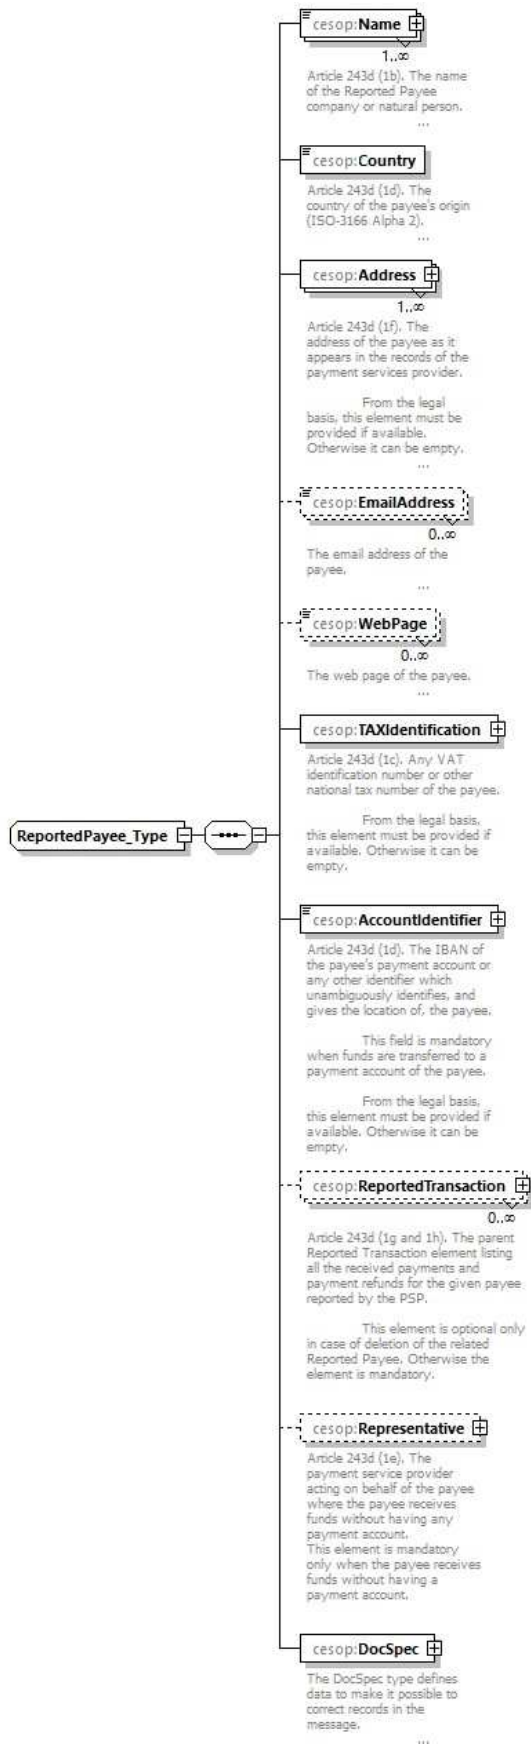 cesop:Name
1..∞
Article 243d (1b). The name
of the Reported Payee
company or natural person.
...
cesop:Country
Article 243d (1d). The
country of the payee's origin
(ISO-3166 Alpha 2).
...
cesop:Address
1..∞
Article 243d (1f). The
address of the payee as it
appears in the records of the
payment services provider.
From the legal
basis, this element must be
provided if available.
Otherwise it can be empty.
...
cesop:EmailAddress
0..∞
The email address of the
payee.
...
cesop:WebPage
0..∞
The web page of the payee.
...
cesop:TAXIdentification
Article 243d (1c). Any VAT
identification number or other
national tax number of the payee.
From the legal basis,
this element must be provided if
available. Otherwise it can be
empty.
ReportedPayee_Type
cesop:AccountIdentifier
Article 243d (1d). The IBAN of
the payee's payment account or
any other identifier which
unambiguously identifies, and
gives the location of, the payee.
This field is mandatory
when funds are transferred to a
payment account of the payee.
From the legal basis,
this element must be provided if
available. Otherwise it can be
empty.
cesop:ReportedTransaction
0..∞
Article 243d (1g and 1h). The parent
Reported Transaction element listing
all the received payments and
payment refunds for the given payee
reported by the PSP.
This element is optional only
in case of deletion of the related
Reported Payee. Otherwise the
element is mandatory.
cesop:Representative
Article 243d (1e). The
payment service provider
acting on behalf of the payee
where the payee receives
funds without having any
payment account.
This element is mandatory
only when the payee receives
funds without having a
payment account.
cesop:DocSpec
The DocSpec type defines
data to make it possible to
correct records in the
message.
...